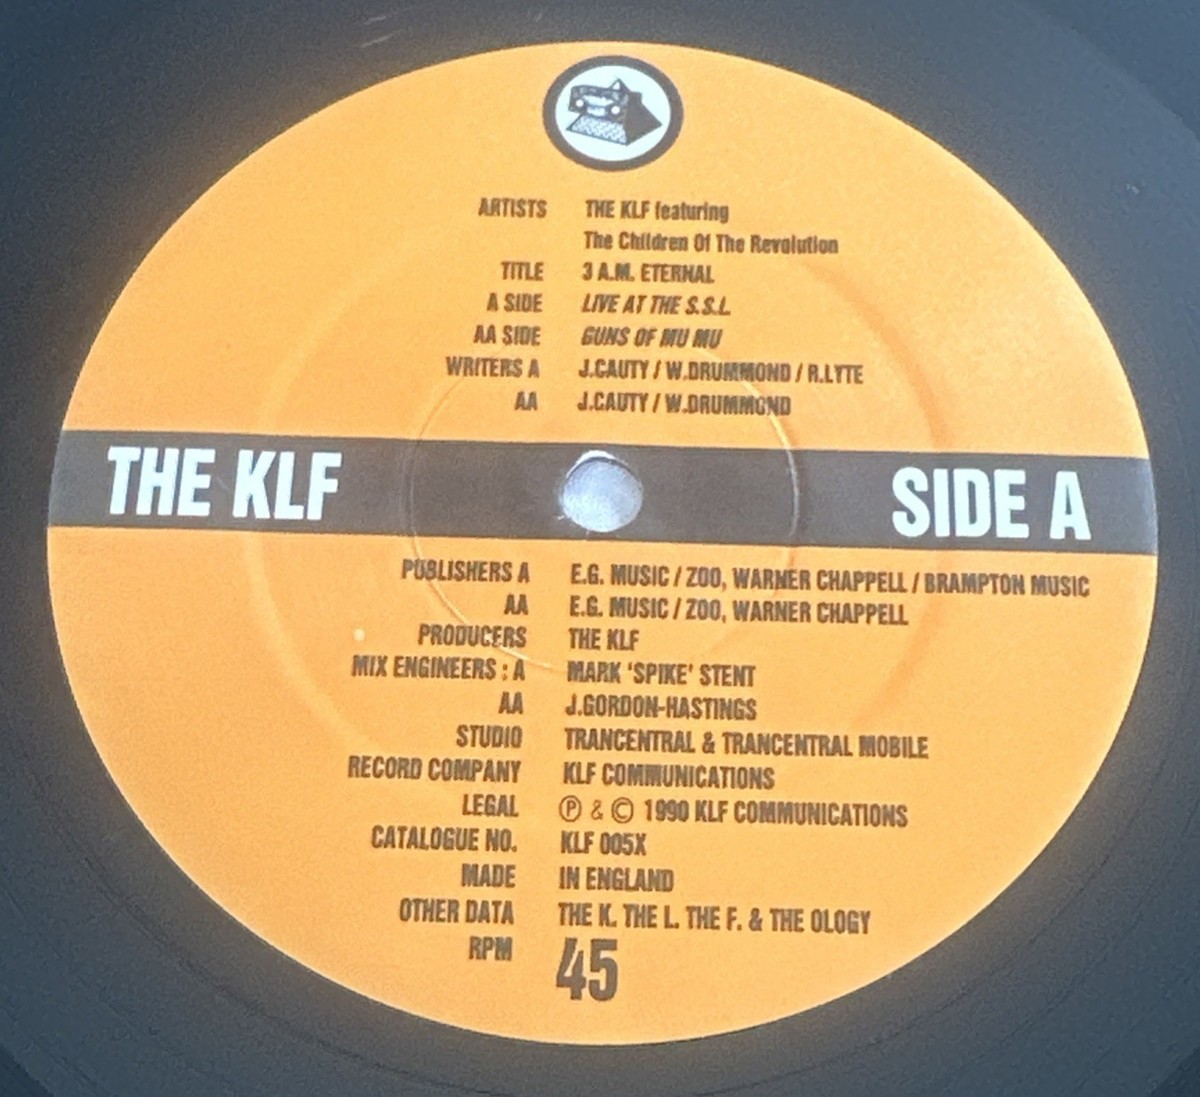 ARTISTS THE KLF featuring
The Children Of The Revolution
TITLE 3 A.M. ETERNAL
A SIDE LIVE AT THE S.S.L.
AA SIDE GUNS OF MU MU
WRITERS A J.CAUTY / W.DRUMMOND / R.LYTE
AA J.CAUTY / W.DRUMMOND
THE KLF SIDE A
PUBLISHERS A E.G. MUSIC / ZOO, WARNER CHAPPELL / BRAMPTON MUSIC
AA E.G. MUSIC / ZOO, WARNER CHAPPELL
PRODUCERS THE KLF
MIX ENGINEERS : A MARK 'SPIKE' STENT
AA J.GORDON-HASTINGS
STUDIO TRANCENTRAL & TRANCENTRAL MOBILE
RECORD COMPANY KLF COMMUNICATIONS
LEGAL ℗ & © 1990 KLF COMMUNICATIONS
CATALOGUE NO. KLF 005X
MADE IN ENGLAND
OTHER DATA THE K. THE L. THE F. & THE OLOGY
RPM 45